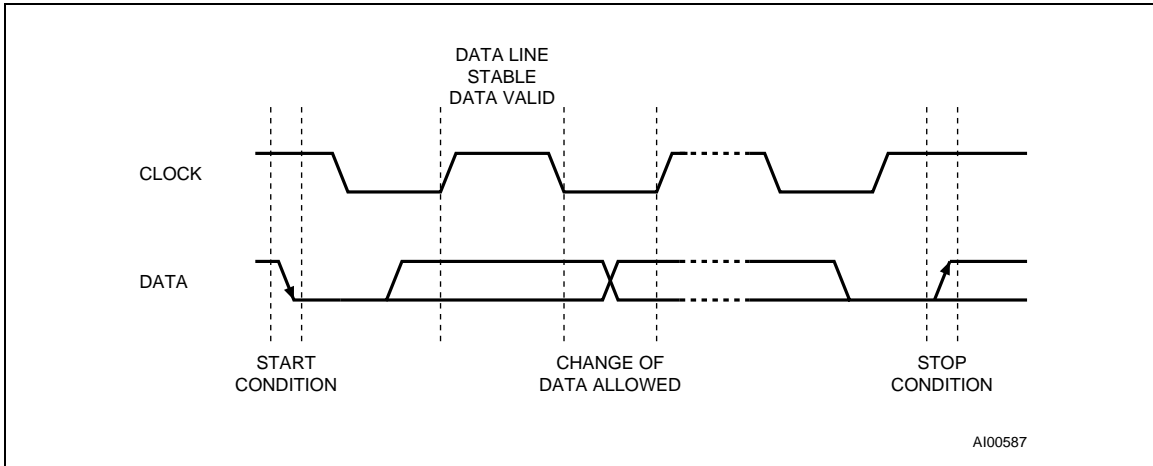 DATA LINE
STABLE
DATA VALID
CLOCK
DATA
START
CONDITION
CHANGE OF
DATA ALLOWED
STOP
CONDITION
AI00587